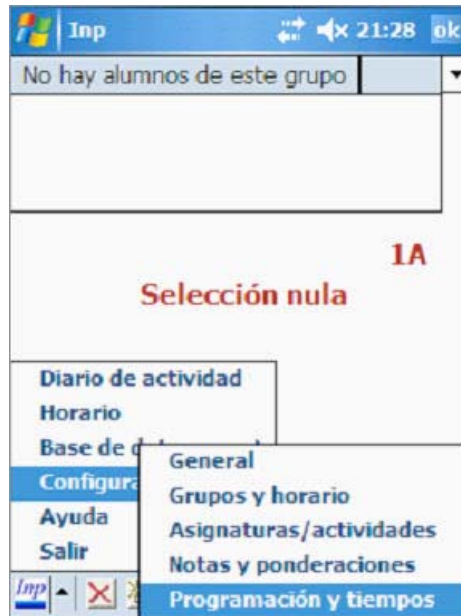 Inp 21:28 ok
No hay alumnos de este grupo
1A
Selección nula
Diario de actividad
Horario
Base de
Configura
Ayuda
Salir
General
Grupos y horario
Asignaturas/actividades
Notas y ponderaciones
Programación y tiempos
Inp